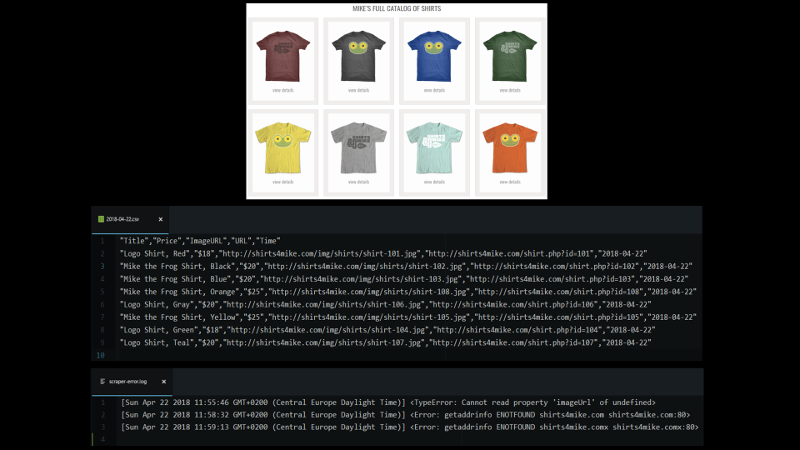 MIKE'S FULL CATALOG OF SHIRTS
view details
view details
view details
view details
view details
view details
view details
view details
2018-04-22.csv
1 "Title","Price","ImageURL","URL","Time"
2 "Logo Shirt, Red","$18","http://shirts4mike.com/img/shirts/shirt-101.jpg","http://shirts4mike.com/shirt.php?id=101","2018-04-22"
3 "Mike the Frog Shirt, Black","$20","http://shirts4mike.com/img/shirts/shirt-102.jpg","http://shirts4mike.com/shirt.php?id=102","2018-04-22"
4 "Mike the Frog Shirt, Blue","$20","http://shirts4mike.com/img/shirts/shirt-103.jpg","http://shirts4mike.com/shirt.php?id=103","2018-04-22"
5 "Mike the Frog Shirt, Orange","$25","http://shirts4mike.com/img/shirts/shirt-108.jpg","http://shirts4mike.com/shirt.php?id=108","2018-04-22"
6 "Logo Shirt, Gray","$20","http://shirts4mike.com/img/shirts/shirt-106.jpg","http://shirts4mike.com/shirt.php?id=106","2018-04-22"
7 "Mike the Frog Shirt, Yellow","$25","http://shirts4mike.com/img/shirts/shirt-105.jpg","http://shirts4mike.com/shirt.php?id=105","2018-04-22"
8 "Logo Shirt, Green","$18","http://shirts4mike.com/img/shirts/shirt-104.jpg","http://shirts4mike.com/shirt.php?id=104","2018-04-22"
9 "Logo Shirt, Teal","$20","http://shirts4mike.com/img/shirts/shirt-107.jpg","http://shirts4mike.com/shirt.php?id=107","2018-04-22"
10
scraper-error.log
1 [Sun Apr 22 2018 11:55:46 GMT+0200 (Central Europe Daylight Time)] <TypeError: Cannot read property 'imageUrl' of undefined>
2 [Sun Apr 22 2018 11:58:32 GMT+0200 (Central Europe Daylight Time)] <Error: getaddrinfo ENOTFOUND shirts4mike.com shirts4mike.com:80>
3 [Sun Apr 22 2018 11:59:13 GMT+0200 (Central Europe Daylight Time)] <Error: getaddrinfo ENOTFOUND shirts4mike.comx shirts4mike.comx:80>
4